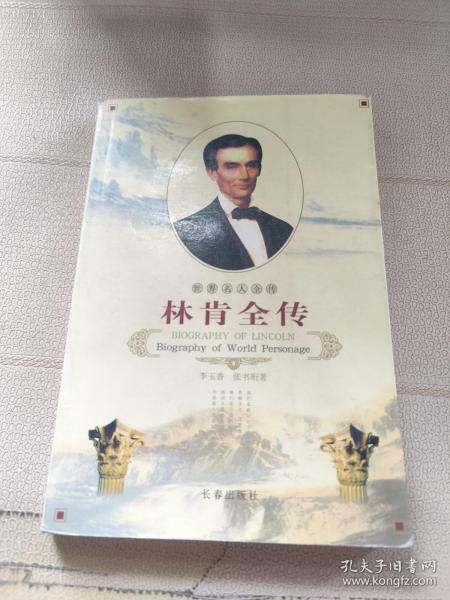 世界名人全传
林肯全传
BIOGRAPHY OF LINCOLN
Biography of World Personage
李玉香 张书珩著
长春出版社
孔夫子旧书网
www.kongfz.com